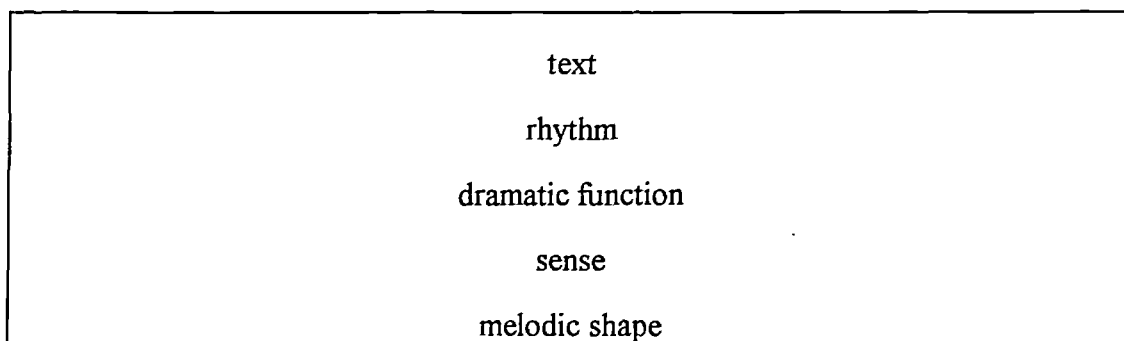 text
rhythm
dramatic function
sense
melodic shape